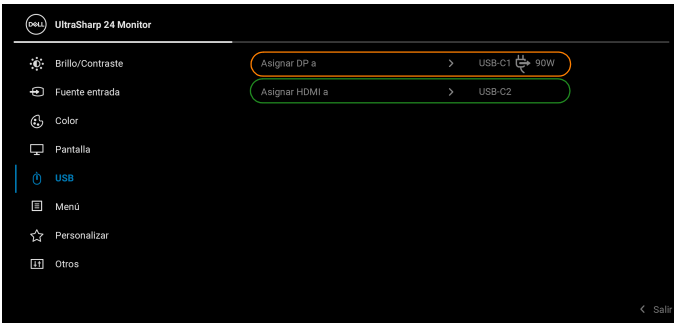 DELL UltraSharp 24 Monitor
Brillo/Contraste
Asignar DP a > USB-C1 90W
Fuente entrada
Asignar HDMI a > USB-C2
Color
Pantalla
USB
Menú
Personalizar
Otros
< Salir